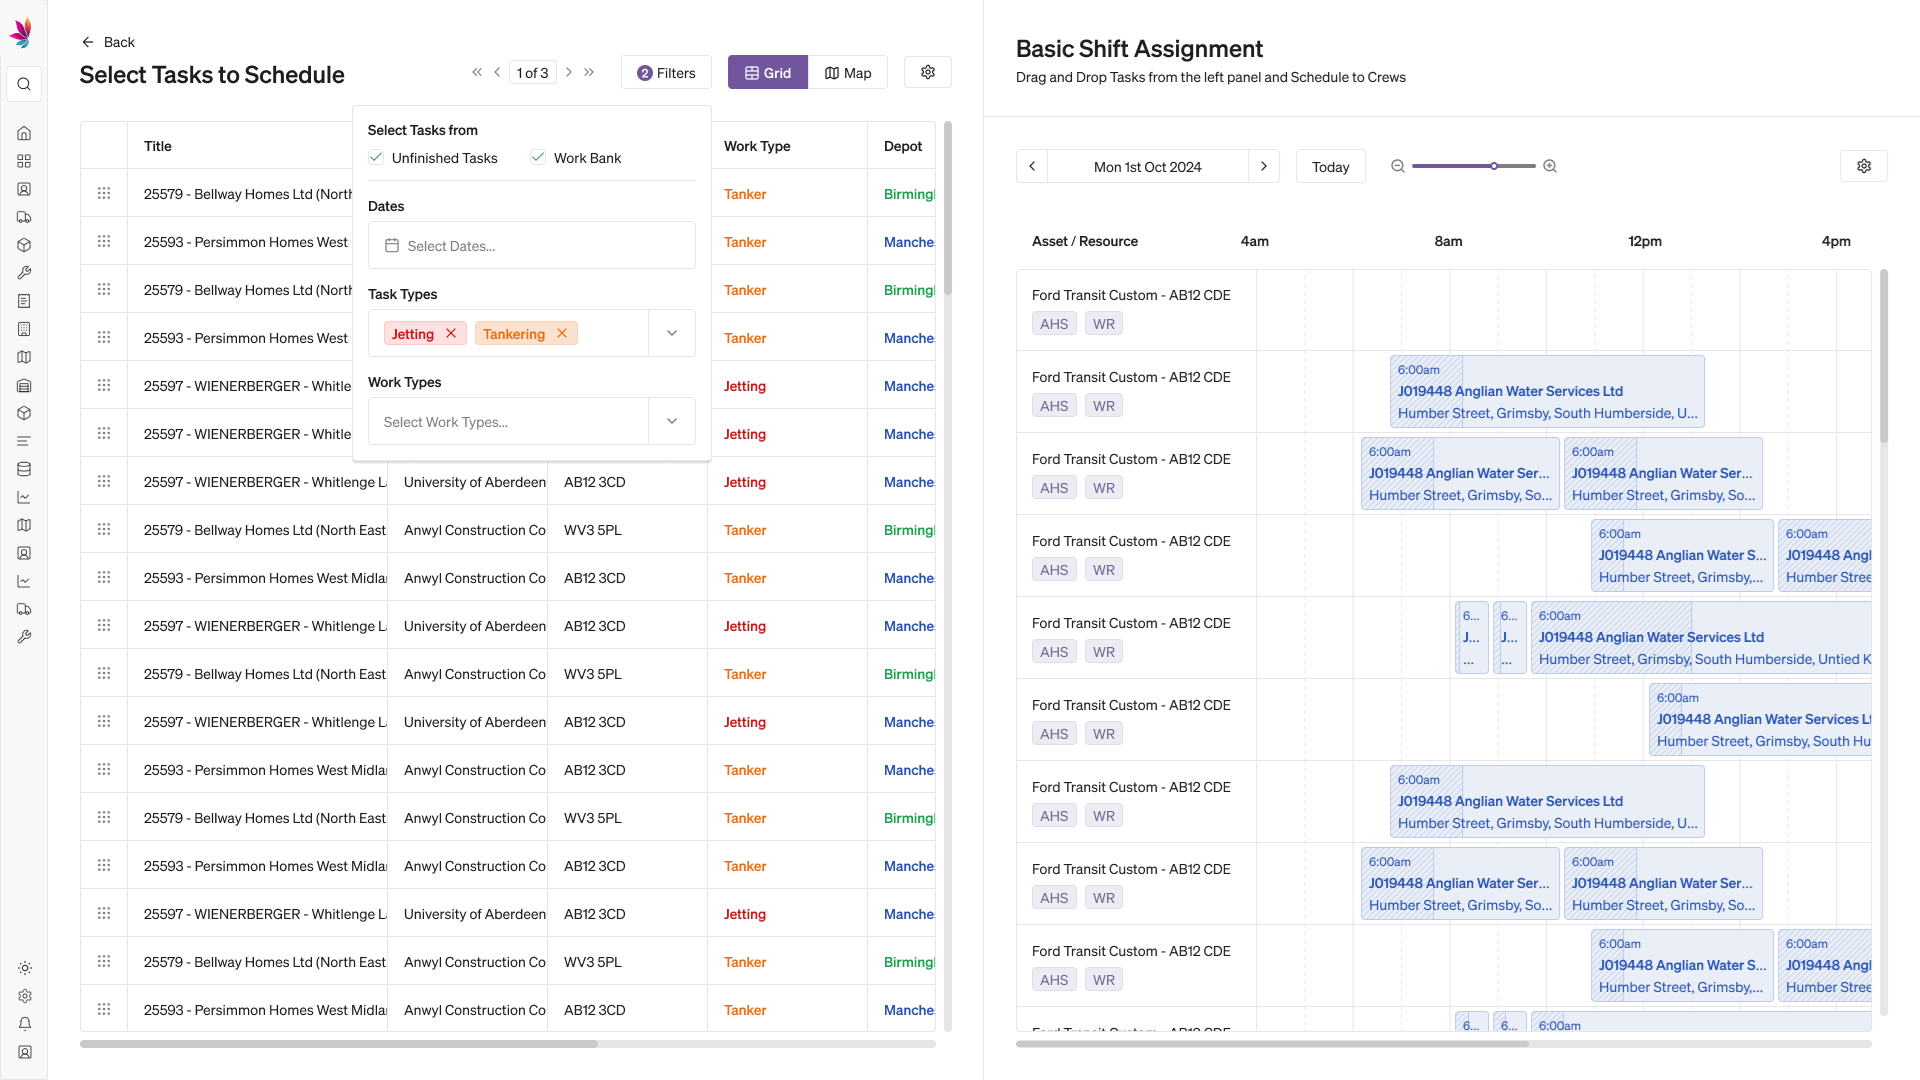 Back
Select Tasks to Schedule
1 of 3
2 Filters
Grid
Map
Title
Work Type
Depot
Select Tasks from
Unfinished Tasks
Work Bank
Dates
Select Dates...
Task Types
Jetting
Tankering
Work Types
Select Work Types...
25579 - Bellway Homes Ltd (North Tanker Birmingh
25593 - Persimmon Homes West Tanker Manche
25579 - Bellway Homes Ltd (North Tanker Birmingh
25593 - Persimmon Homes West Tanker Manche
25597 - WIENERBERGER - Whitle Jetting Manche
25597 - WIENERBERGER - Whitle Jetting Manche
25597 - WIENERBERGER - Whitlenge La University of Aberdeen AB12 3CD Jetting Manche
25579 - Bellway Homes Ltd (North East Anwyl Construction Co WV3 5PL Tanker Birmingh
25593 - Persimmon Homes West Midlan Anwyl Construction Co AB12 3CD Tanker Manche
25597 - WIENERBERGER - Whitlenge La University of Aberdeen AB12 3CD Jetting Manche
25579 - Bellway Homes Ltd (North East Anwyl Construction Co WV3 5PL Tanker Birmingh
25597 - WIENERBERGER - Whitlenge La University of Aberdeen AB12 3CD Jetting Manche
25593 - Persimmon Homes West Midlan Anwyl Construction Co AB12 3CD Tanker Manche
25579 - Bellway Homes Ltd (North East Anwyl Construction Co WV3 5PL Tanker Birmingh
25593 - Persimmon Homes West Midlan Anwyl Construction Co AB12 3CD Tanker Manche
25597 - WIENERBERGER - Whitlenge La University of Aberdeen AB12 3CD Jetting Manche
25579 - Bellway Homes Ltd (North East Anwyl Construction Co WV3 5PL Tanker Birmingh
25593 - Persimmon Homes West Midlan Anwyl Construction Co AB12 3CD Tanker Manche
Basic Shift Assignment
Drag and Drop Tasks from the left panel and Schedule to Crews
Mon 1st Oct 2024
Today
Asset / Resource 4am 8am 12pm 4pm
Ford Transit Custom - AB12 CDE
AHS WR
Ford Transit Custom - AB12 CDE
AHS WR
6:00am
J019448 Anglian Water Services Ltd
Humber Street, Grimsby, South Humberside, U...
Ford Transit Custom - AB12 CDE
AHS WR
6:00am
J019448 Anglian Water Ser...
Humber Street, Grimsby, So...
6:00am
J019448 Anglian Water Ser...
Humber Street, Grimsby, So...
Ford Transit Custom - AB12 CDE
AHS WR
6:00am
J019448 Anglian Water S...
Humber Street, Grimsby,...
6:00am
J019448 Angl
Humber Stree
Ford Transit Custom - AB12 CDE
AHS WR
6...
J...
...
6...
J...
...
6:00am
J019448 Anglian Water Services Ltd
Humber Street, Grimsby, South Humberside, Untied K
Ford Transit Custom - AB12 CDE
AHS WR
6:00am
J019448 Anglian Water Services Lt
Humber Street, Grimsby, South Hu
Ford Transit Custom - AB12 CDE
AHS WR
6:00am
J019448 Anglian Water Services Ltd
Humber Street, Grimsby, South Humberside, U...
Ford Transit Custom - AB12 CDE
AHS WR
6:00am
J019448 Anglian Water Ser...
Humber Street, Grimsby, So...
6:00am
J019448 Anglian Water Ser...
Humber Street, Grimsby, So...
Ford Transit Custom - AB12 CDE
AHS WR
6:00am
J019448 Anglian Water S...
Humber Street, Grimsby,...
6:00am
J019448 Angl
Humber Stree
Ford Transit Custom - AB12 CDE
6...
6...
6:00am